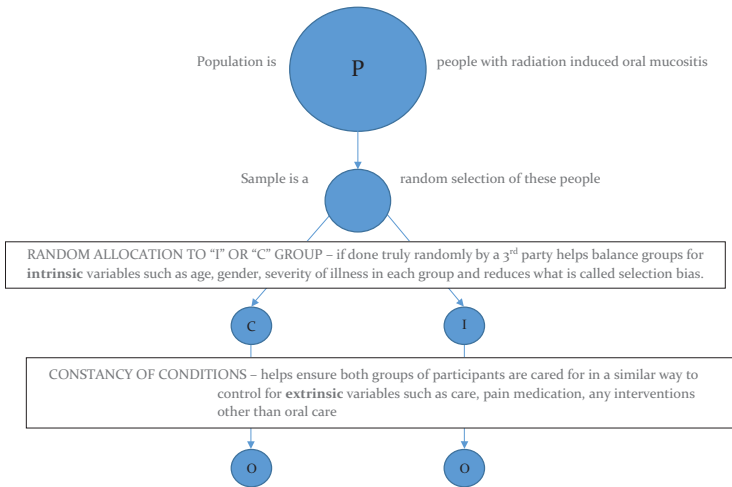 Population is P people with radiation induced oral mucositis
Sample is a random selection of these people
RANDOM ALLOCATION TO “I” OR “C” GROUP – if done truly randomly by a 3rd party helps balance groups for
intrinsic variables such as age, gender, severity of illness in each group and reduces what is called selection bias.
C I
CONSTANCY OF CONDITIONS – helps ensure both groups of participants are cared for in a similar way to
control for extrinsic variables such as care, pain medication, any interventions
other than oral care
O O